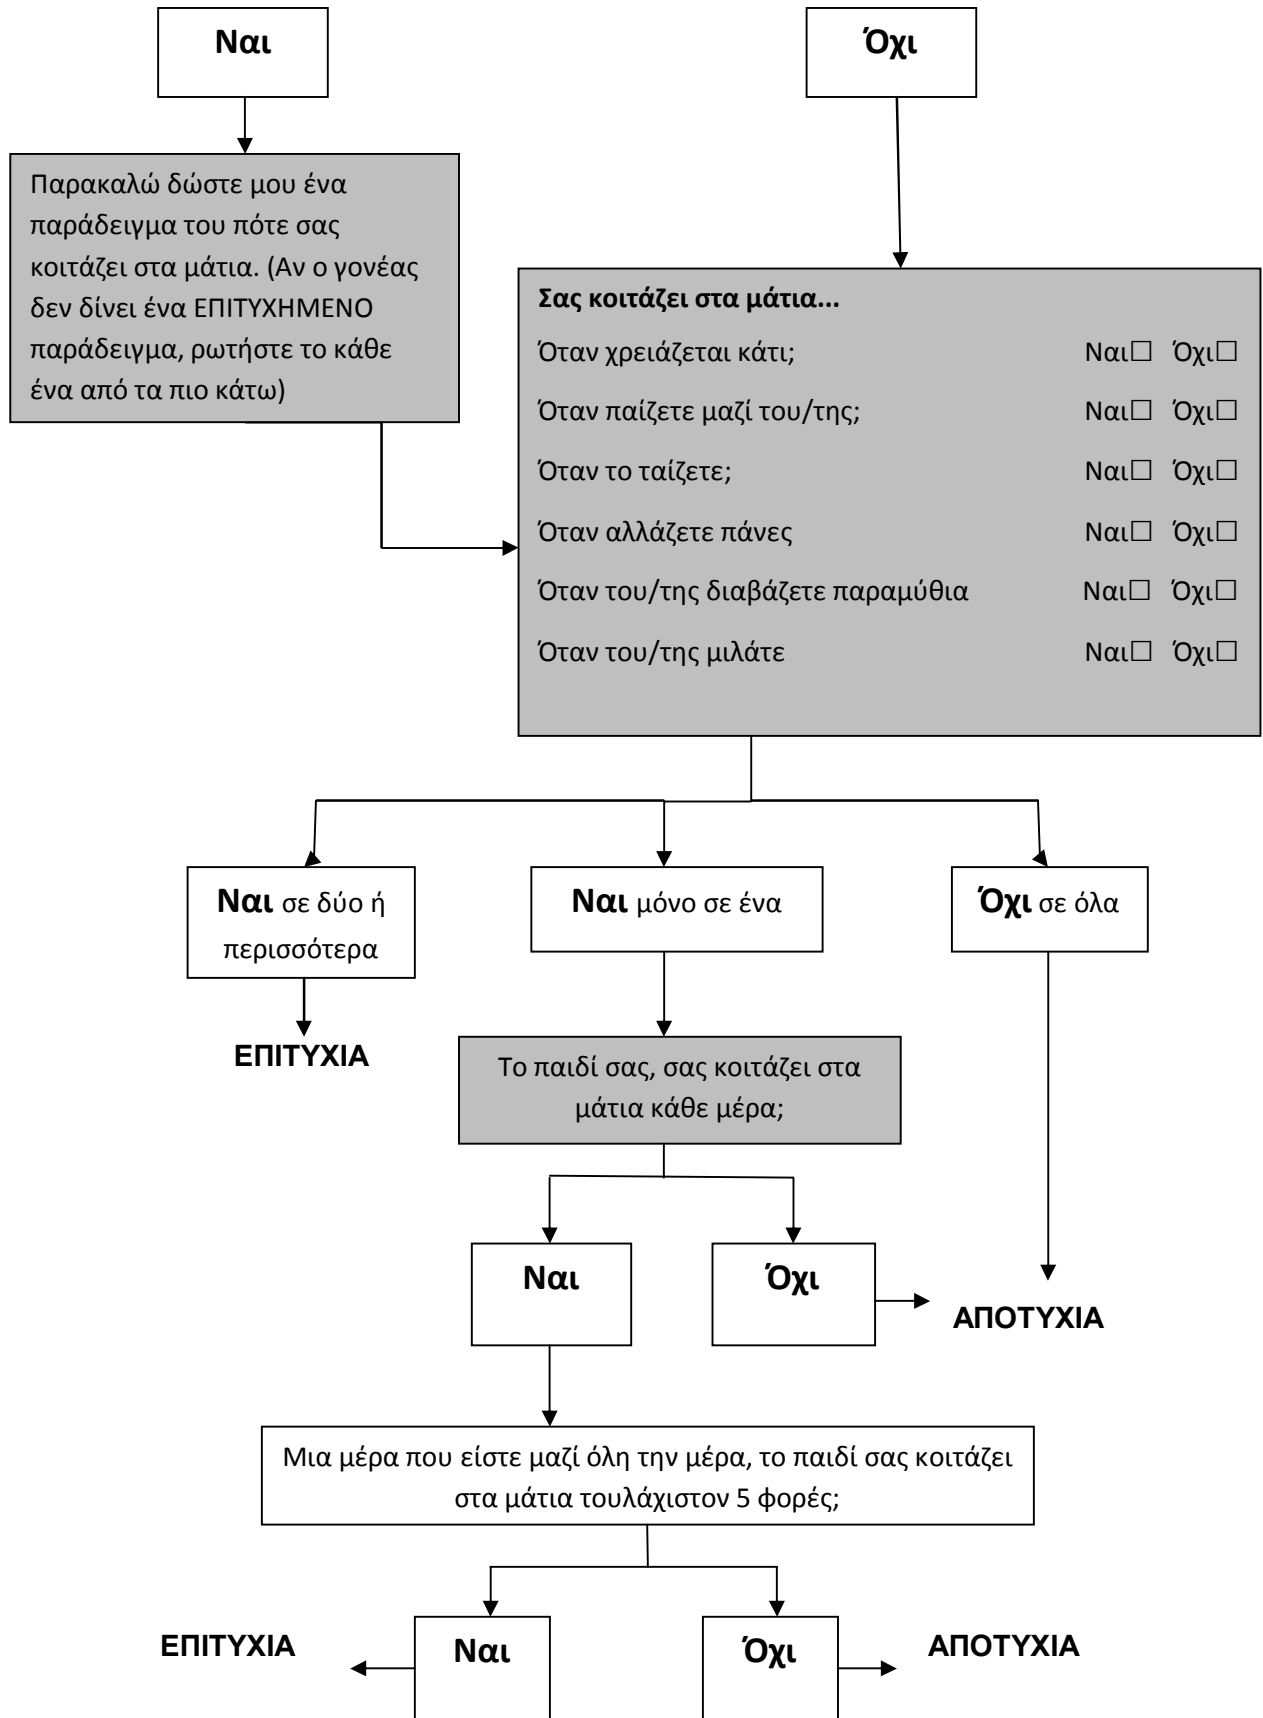 Ναι
Όχι
Παρακαλώ δώστε μου ένα
παράδειγμα του πότε σας
κοιτάζει στα μάτια. (Αν ο γονέας
δεν δίνει ένα ΕΠΙΤΥΧΗΜΕΝΟ
παράδειγμα, ρωτήστε το κάθε
ένα από τα πιο κάτω)
Σας κοιτάζει στα μάτια...
Όταν χρειάζεται κάτι; Ναι☐ Όχι☐
Όταν παίζετε μαζί του/της; Ναι☐ Όχι☐
Όταν το ταίζετε; Ναι☐ Όχι☐
Όταν αλλάζετε πάνες Ναι☐ Όχι☐
Όταν του/της διαβάζετε παραμύθια Ναι☐ Όχι☐
Όταν του/της μιλάτε Ναι☐ Όχι☐
Ναι σε δύο ή
περισσότερα
Ναι μόνο σε ένα
Όχι σε όλα
ΕΠΙΤΥΧΙΑ
Το παιδί σας, σας κοιτάζει στα
μάτια κάθε μέρα;
Ναι
Όχι
ΑΠΟΤΥΧΙΑ
Μια μέρα που είστε μαζί όλη την μέρα, το παιδί σας κοιτάζει
στα μάτια τουλάχιστον 5 φορές;
ΕΠΙΤΥΧΙΑ
Ναι
Όχι
ΑΠΟΤΥΧΙΑ